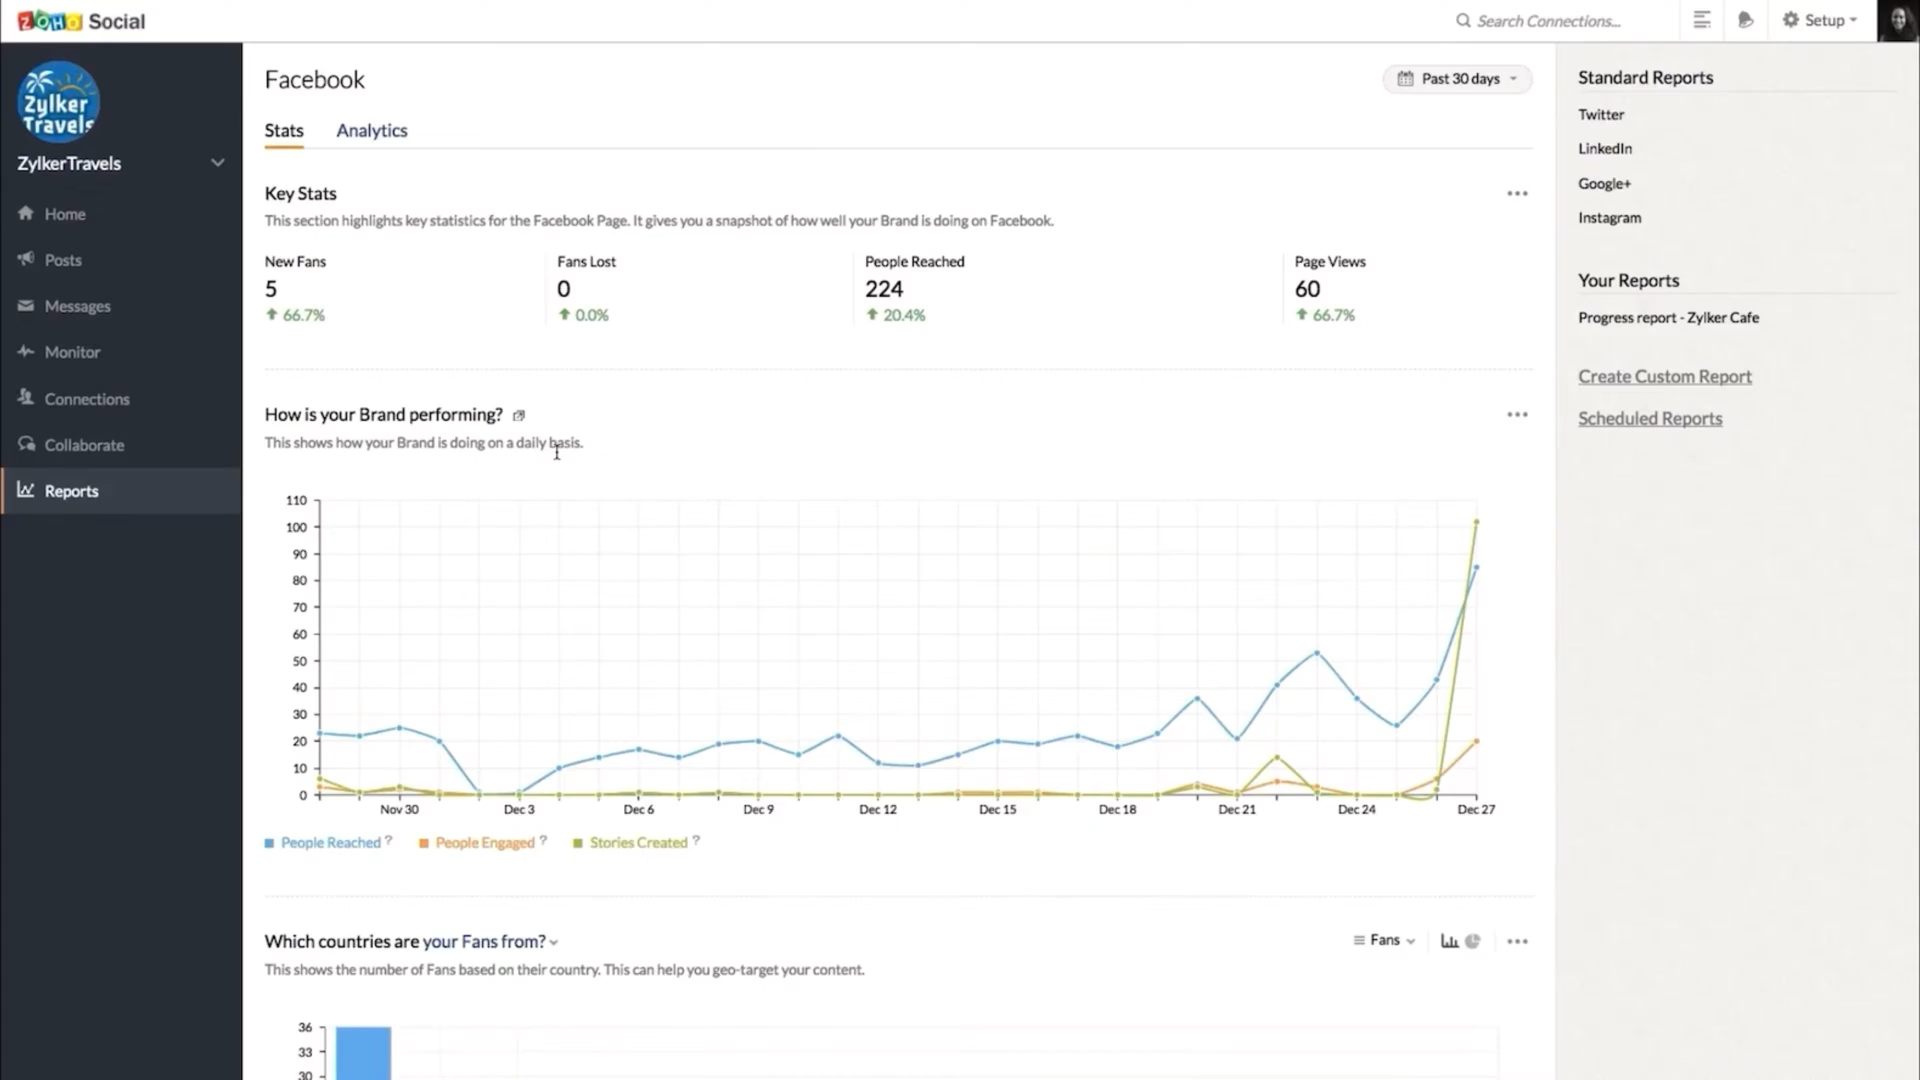 ZOHO Social
Search Connections...
Setup
Zylker
Travels
ZylkerTravels
Home
Posts
Messages
Monitor
Connections
Collaborate
Reports
Facebook
Past 30 days
Stats Analytics
Key Stats
This section highlights key statistics for the Facebook Page. It gives you a snapshot of how well your Brand is doing on Facebook.
New Fans Fans Lost People Reached Page Views
5 0 224 60
66.7% 0.0% 20.4% 66.7%
How is your Brand performing?
This shows how your Brand is doing on a daily basis.
110
100
90
80
70
60
50
40
30
20
10
0
Nov 30 Dec 3 Dec 6 Dec 9 Dec 12 Dec 15 Dec 18 Dec 21 Dec 24 Dec 27
People Reached ? People Engaged ? Stories Created ?
Which countries are your Fans from?
Fans
This shows the number of Fans based on their country. This can help you geo-target your content.
36
33
30
Standard Reports
Twitter
LinkedIn
Google+
Instagram
Your Reports
Progress report - Zylker Cafe
Create Custom Report
Scheduled Reports